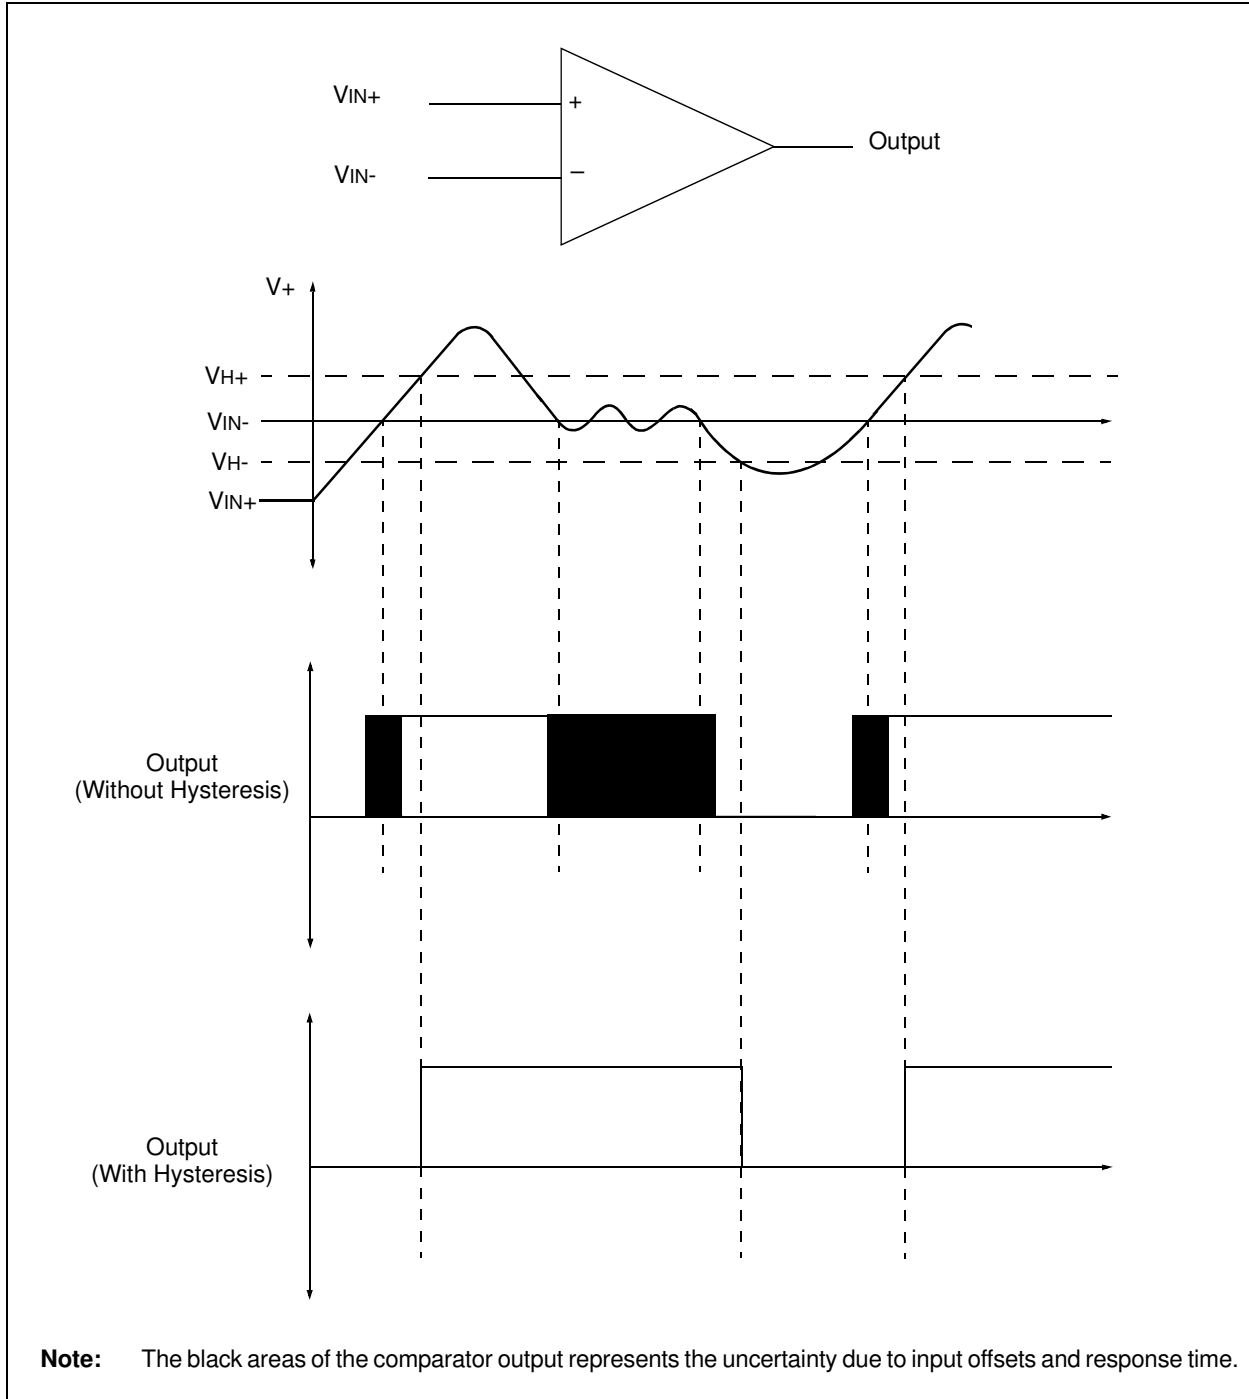 VIN+
+
Output
VIN-
–
V+
VH+
VIN-
VH-
VIN+
Output
(Without Hysteresis)
Output
(With Hysteresis)
Note: The black areas of the comparator output represents the uncertainty due to input offsets and response time.